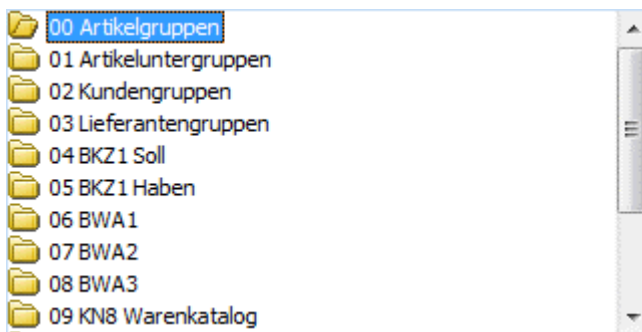 00 Artikelgruppen
01 Artikeluntergruppen
02 Kundengruppen
03 Lieferantengruppen
04 BKZ1 Soll
05 BKZ1 Haben
06 BWA1
07 BWA2
08 BWA3
09 KN8 Warenkatalog